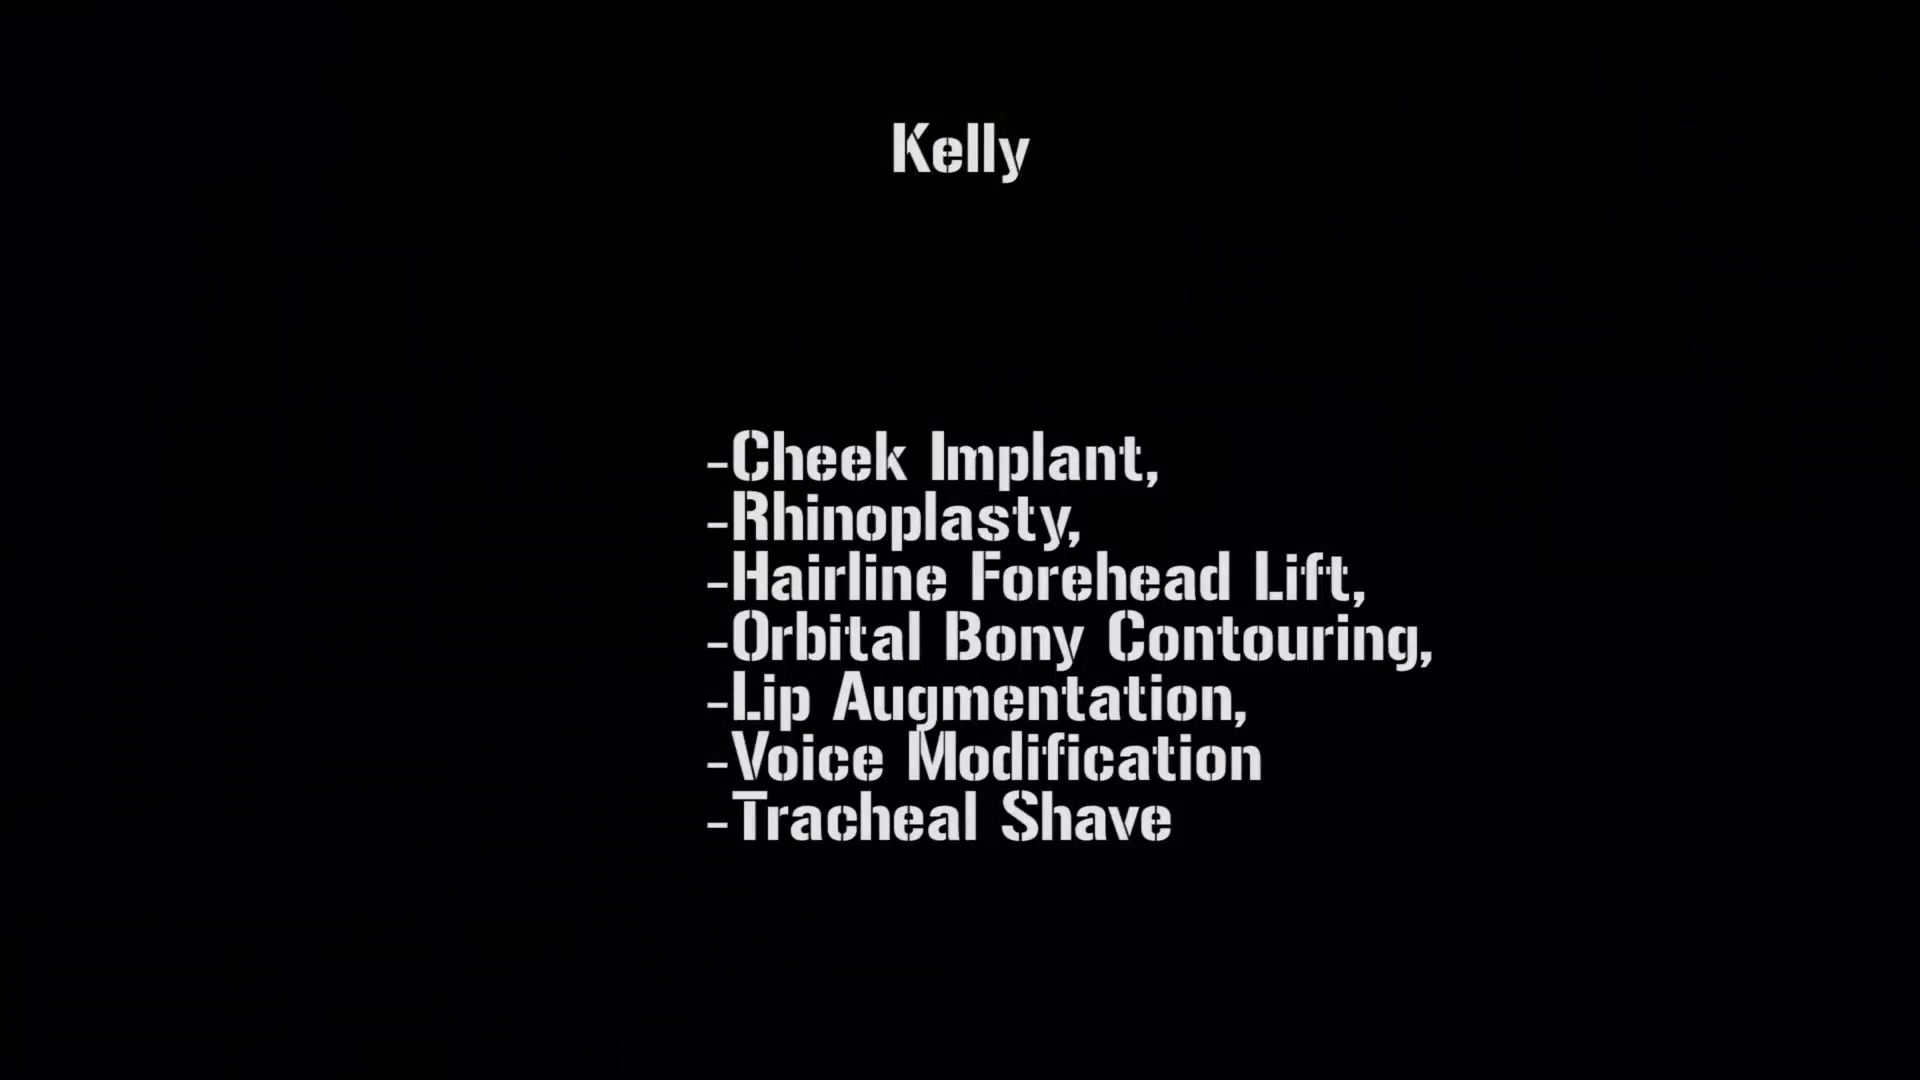 Kelly
-Cheek Implant,
-Rhinoplasty,
-Hairline Forehead Lift,
-Orbital Bony Contouring,
-Lip Augmentation,
-Voice Modification
-Tracheal Shave